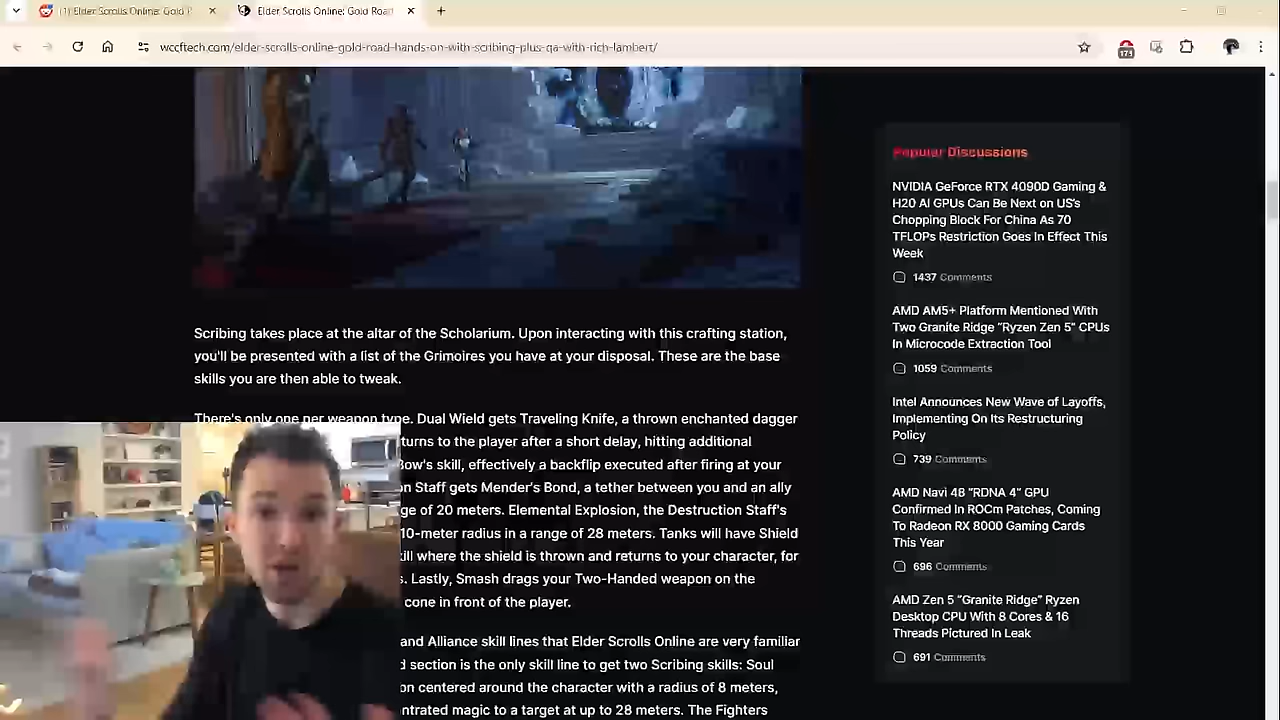 (1) Elder Scrolls Online: Gold
Elder Scrolls Online: Gold Road
wccftech.com/elder-scrolls-online-gold-road-hands-on-with-scribing-plus-qa-with-rich-lambert/
173
Scribing takes place at the altar of the Scholarium. Upon interacting with this crafting station,
you'll be presented with a list of the Grimoires you have at your disposal. These are the base
skills you are then able to tweak.
There's only one per weapon type. Dual Wield gets Traveling Knife, a thrown enchanted dagger
turns to the player after a short delay, hitting additional
Bow's skill, effectively a backflip executed after firing at your
on Staff gets Mender's Bond, a tether between you and an ally
ge of 20 meters. Elemental Explosion, the Destruction Staff's
10-meter radius in a range of 28 meters. Tanks will have Shield
ill where the shield is thrown and returns to your character, for
s. Lastly, Smash drags your Two-Handed weapon on the
cone in front of the player.
and Alliance skill lines that Elder Scrolls Online are very familiar
d section is the only skill line to get two Scribing skills: Soul
on centered around the character with a radius of 8 meters,
ntrated magic to a target at up to 28 meters. The Fighters
Popular Discussions
NVIDIA GeForce RTX 4090D Gaming &
H20 AI GPUs Can Be Next on US's
Chopping Block For China As 70
TFLOPs Restriction Goes In Effect This
Week
1437 Comments
AMD AM5+ Platform Mentioned With
Two Granite Ridge "Ryzen Zen 5" CPUs
In Microcode Extraction Tool
1059 Comments
Intel Announces New Wave of Layoffs,
Implementing On Its Restructuring
Policy
739 Comments
AMD Navi 48 "RDNA 4" GPU
Confirmed In ROCm Patches, Coming
To Radeon RX 8000 Gaming Cards
This Year
696 Comments
AMD Zen 5 "Granite Ridge" Ryzen
Desktop CPU With 8 Cores & 16
Threads Pictured In Leak
691 Comments